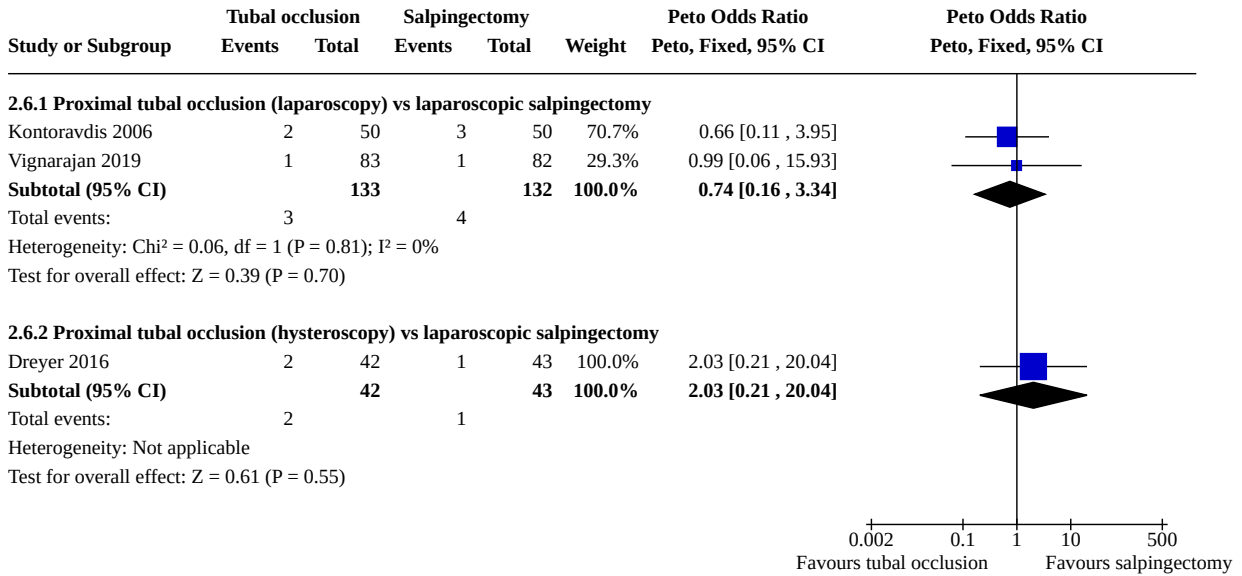 Tubal occlusion Salpingectomy Peto Odds Ratio Peto Odds Ratio
Study or Subgroup Events Total Events Total Weight Peto, Fixed, 95% CI Peto, Fixed, 95% CI
2.6.1 Proximal tubal occlusion (laparoscopy) vs laparoscopic salpingectomy
Kontoravdis 2006 2 50 3 50 70.7% 0.66 [0.11 , 3.95]
Vignarajan 2019 1 83 1 82 29.3% 0.99 [0.06 , 15.93]
Subtotal (95% CI) 133 132 100.0% 0.74 [0.16 , 3.34]
Total events: 3 4
Heterogeneity: Chi² = 0.06, df = 1 (P = 0.81); I² = 0%
Test for overall effect: Z = 0.39 (P = 0.70)
2.6.2 Proximal tubal occlusion (hysteroscopy) vs laparoscopic salpingectomy
Dreyer 2016 2 42 1 43 100.0% 2.03 [0.21 , 20.04]
Subtotal (95% CI) 42 43 100.0% 2.03 [0.21 , 20.04]
Total events: 2 1
Heterogeneity: Not applicable
Test for overall effect: Z = 0.61 (P = 0.55)
0.002 0.1 1 10 500
Favours tubal occlusion Favours salpingectomy